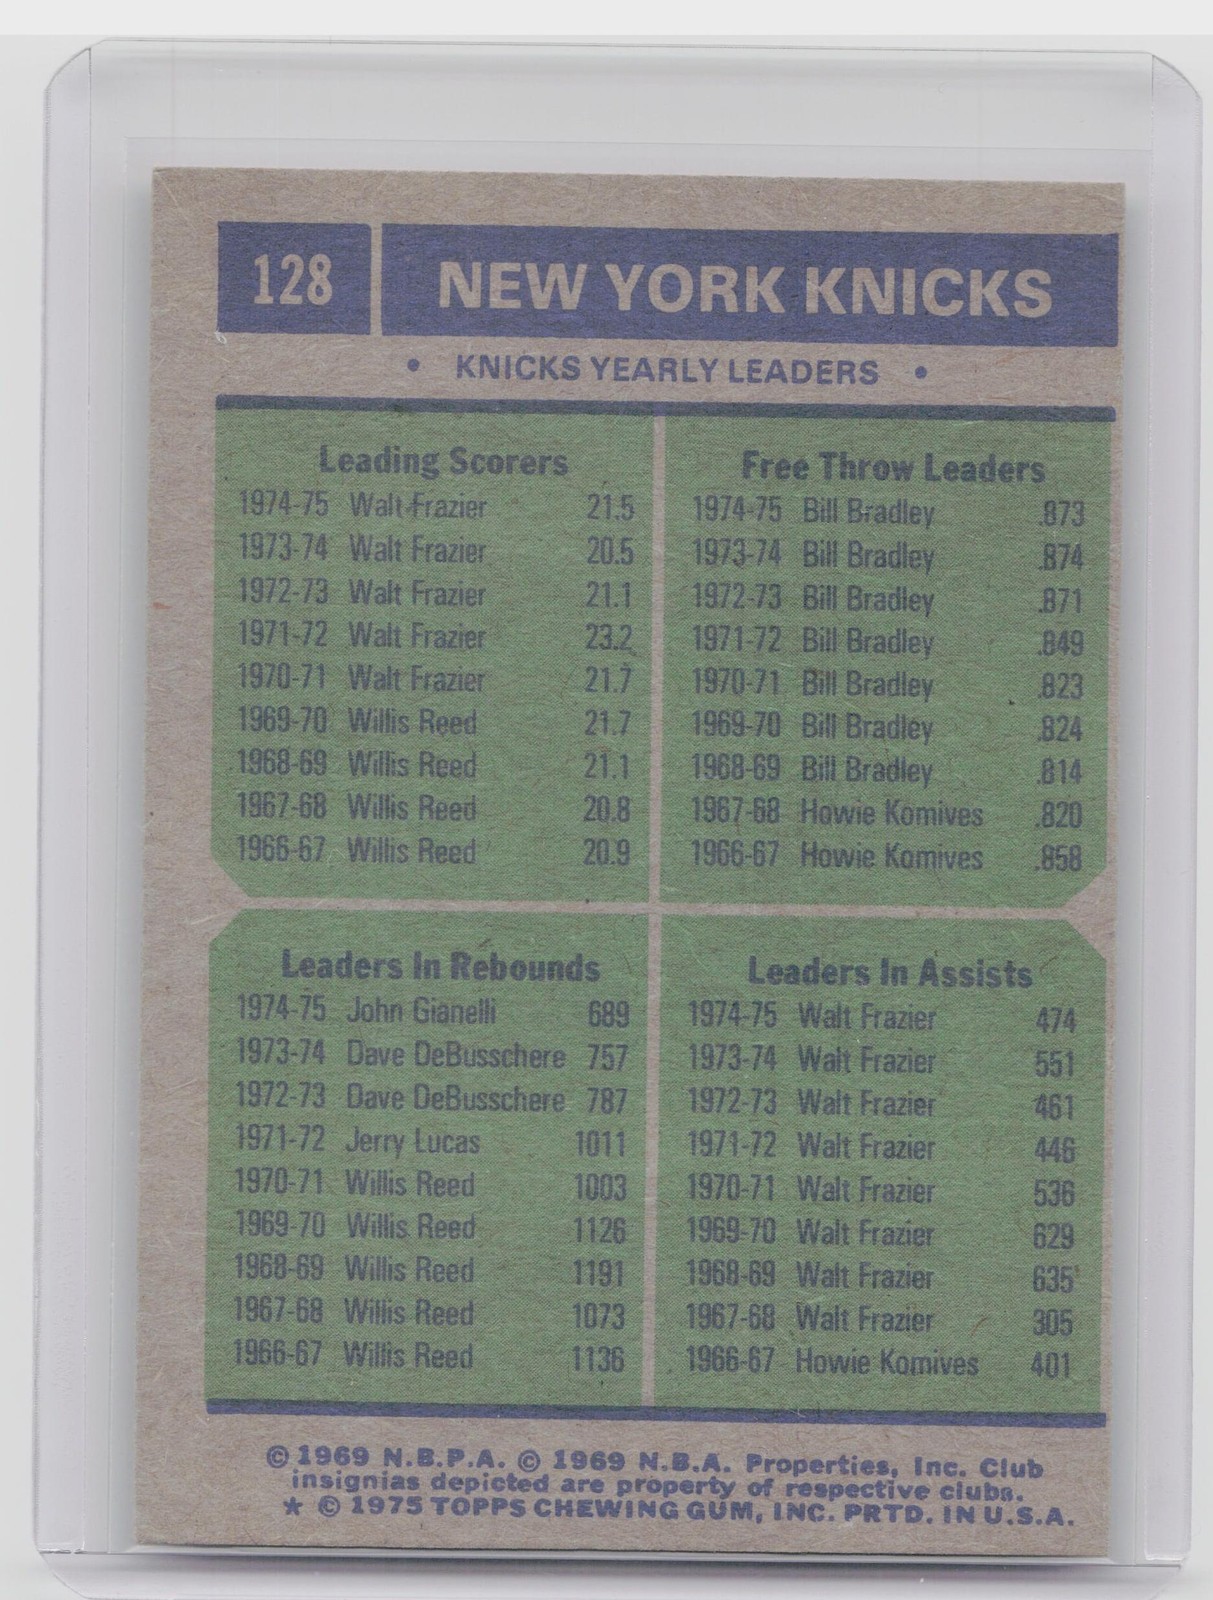 128 NEW YORK KNICKS
• KNICKS YEARLY LEADERS •
Leading Scorers
1974-75 Walt Frazier 21.5
1973-74 Walt Frazier 20.5
1972-73 Walt Frazier 21.1
1971-72 Walt Frazier 23.2
1970-71 Walt Frazier 21.7
1969-70 Willis Reed 21.7
1968-69 Willis Reed 21.1
1967-68 Willis Reed 20.8
1966-67 Willis Reed 20.9
Free Throw Leaders
1974-75 Bill Bradley .873
1973-74 Bill Bradley .874
1972-73 Bill Bradley .871
1971-72 Bill Bradley .849
1970-71 Bill Bradley .823
1969-70 Bill Bradley .824
1968-69 Bill Bradley .814
1967-68 Howie Komives .820
1966-67 Howie Komives .858
Leaders In Rebounds
1974-75 John Gianelli 689
1973-74 Dave DeBusschere 757
1972-73 Dave DeBusschere 787
1971-72 Jerry Lucas 1011
1970-71 Willis Reed 1003
1969-70 Willis Reed 1126
1968-69 Willis Reed 1191
1967-68 Willis Reed 1073
1966-67 Willis Reed 1136
Leaders In Assists
1974-75 Walt Frazier 474
1973-74 Walt Frazier 551
1972-73 Walt Frazier 461
1971-72 Walt Frazier 446
1970-71 Walt Frazier 536
1969-70 Walt Frazier 629
1968-69 Walt Frazier 635
1967-68 Walt Frazier 305
1966-67 Howie Komives 401
© 1969 N.B.P.A. © 1969 N.B.A. Properties, Inc. Club
insignias depicted are property of respective clubs.
★ © 1975 TOPPS CHEWING GUM, INC. PRTD. IN U.S.A.